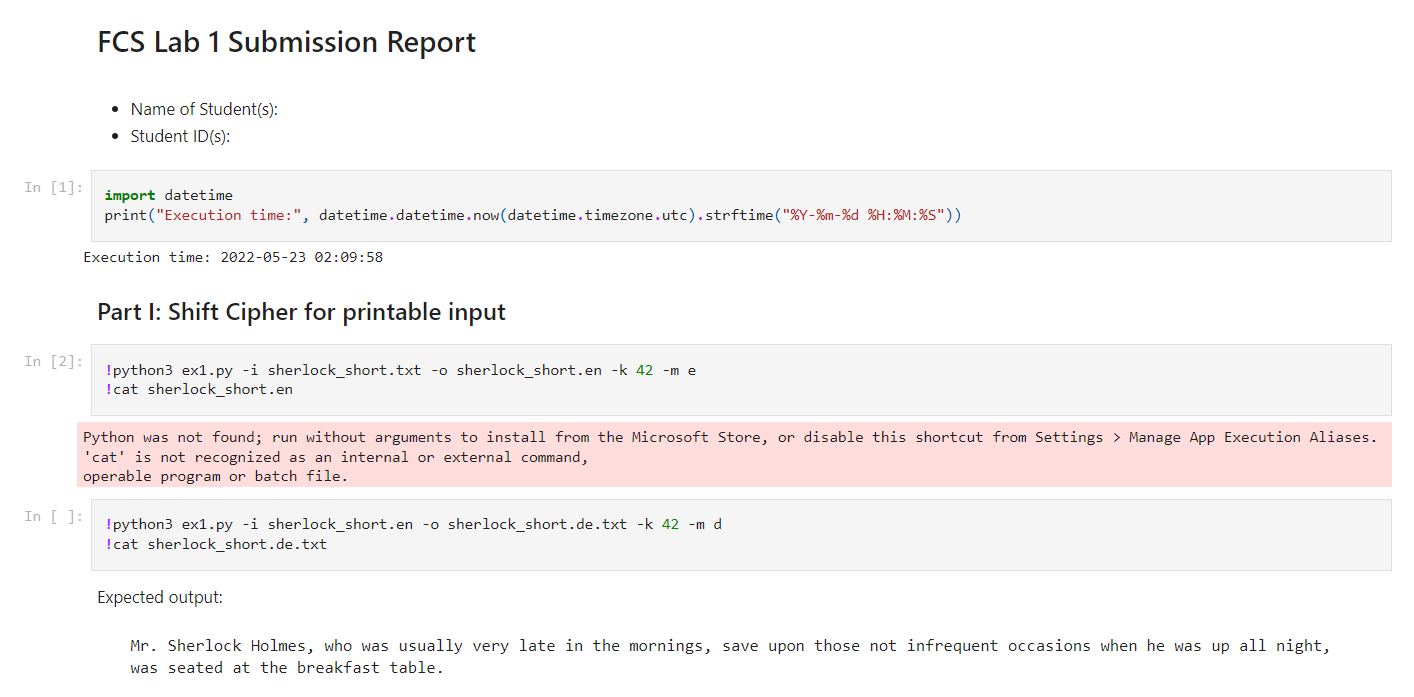 FCS Lab 1 Submission Report
• Name of Student(s):
• Student ID(s):
In [1]:
import datetime
print("Execution time:", datetime.datetime.now(datetime.timezone.utc).strftime("%Y-%m-%d %H:%M:%S"))
Execution time: 2022-05-23 02:09:58
Part I: Shift Cipher for printable input
In [2]:
!python3 ex1.py -i sherlock_short.txt -o sherlock_short.en -k 42 -m e
!cat sherlock_short.en
Python was not found; run without arguments to install from the Microsoft Store, or disable this shortcut from Settings > Manage App Execution Aliases.
'cat' is not recognized as an internal or external command,
operable program or batch file.
In [ ]:
!python3 ex1.py -i sherlock_short.en -o sherlock_short.de.txt -k 42 -m d
!cat sherlock_short.de.txt
Expected output:
Mr. Sherlock Holmes, who was usually very late in the mornings, save upon those not infrequent occasions when he was up all night,
was seated at the breakfast table.